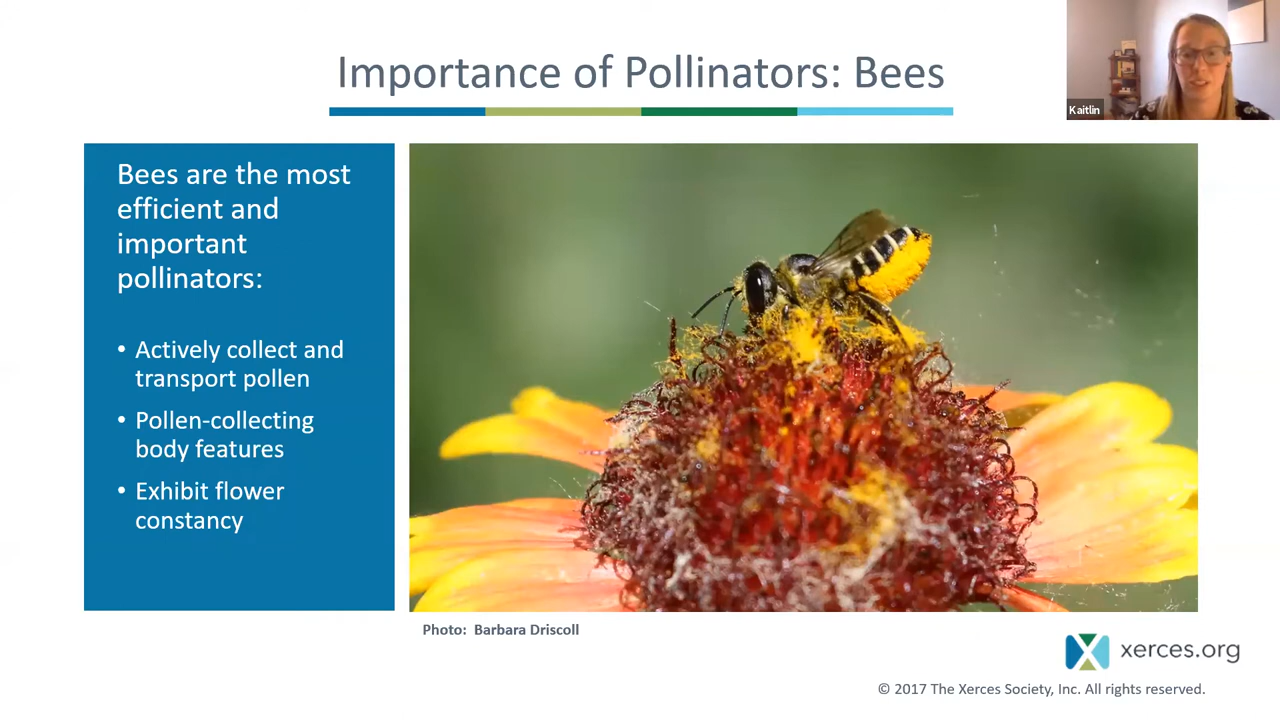 Importance of Pollinators: Bees
Kaitlin
Bees are the most
efficient and
important
pollinators:
• Actively collect and
transport pollen
• Pollen-collecting
body features
• Exhibit flower
constancy
Photo: Barbara Driscoll
xerces.org
© 2017 The Xerces Society, Inc. All rights reserved.